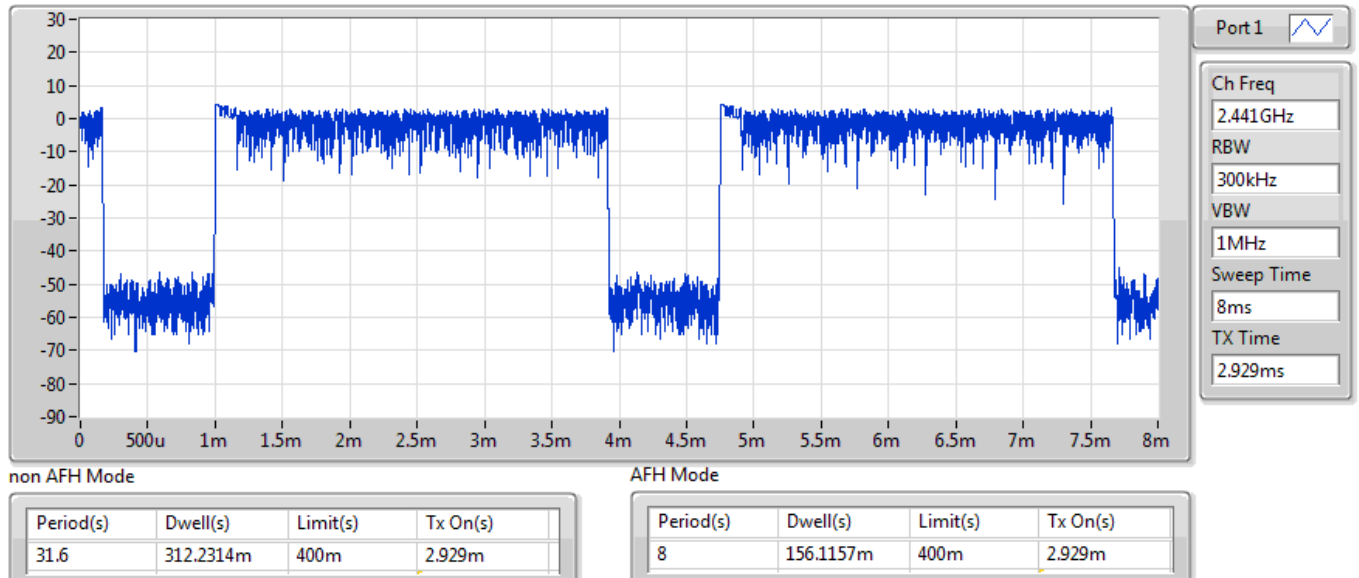 30
20
10
0
-10
-20
-30
-40
-50
-60
-70
-80
-90
0 500u 1m 1.5m 2m 2.5m 3m 3.5m 4m 4.5m 5m 5.5m 6m 6.5m 7m 7.5m 8m
Port 1
Ch Freq
2.441GHz
RBW
300kHz
VBW
1MHz
Sweep Time
8ms
TX Time
2.929ms
non AFH Mode
Period(s) Dwell(s) Limit(s) Tx On(s)
31.6 312.2314m 400m 2.929m
AFH Mode
Period(s) Dwell(s) Limit(s) Tx On(s)
8 156.1157m 400m 2.929m